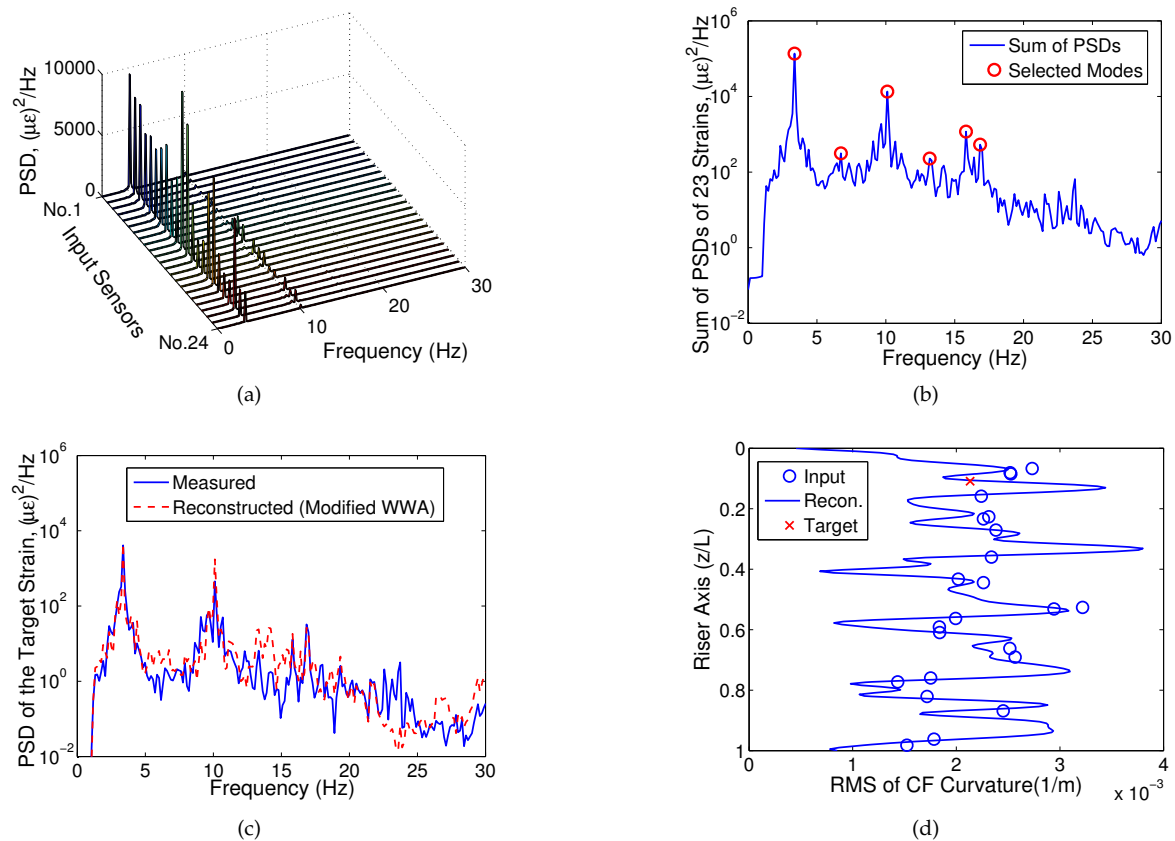 10000
5000
0
PSD, (με)²/Hz
No.1
Input Sensors
No.24
0
10
20
30
Frequency (Hz)
(a)
10⁶
10⁴
10²
10⁰
10⁻²
Sum of PSDs of 23 Strains, (με)²/Hz
Sum of PSDs
Selected Modes
0 5 10 15 20 25 30
Frequency (Hz)
(b)
10⁶
10⁴
10²
10⁰
10⁻²
PSD of the Target Strain, (με)²/Hz
Measured
Reconstructed (Modified WWA)
0 5 10 15 20 25 30
Frequency (Hz)
(c)
0
0.2
0.4
0.6
0.8
1
Riser Axis (z/L)
Input
Recon.
Target
0 1 2 3 4
RMS of CF Curvature(1/m)
x 10⁻³
(d)